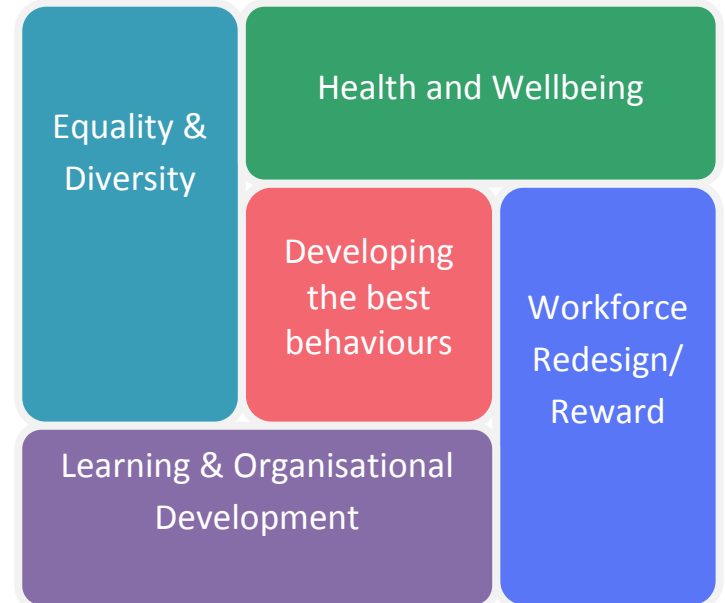 Equality &
Diversity
Health and Wellbeing
Developing
the best
behaviours
Workforce
Redesign/
Reward
Learning & Organisational
Development